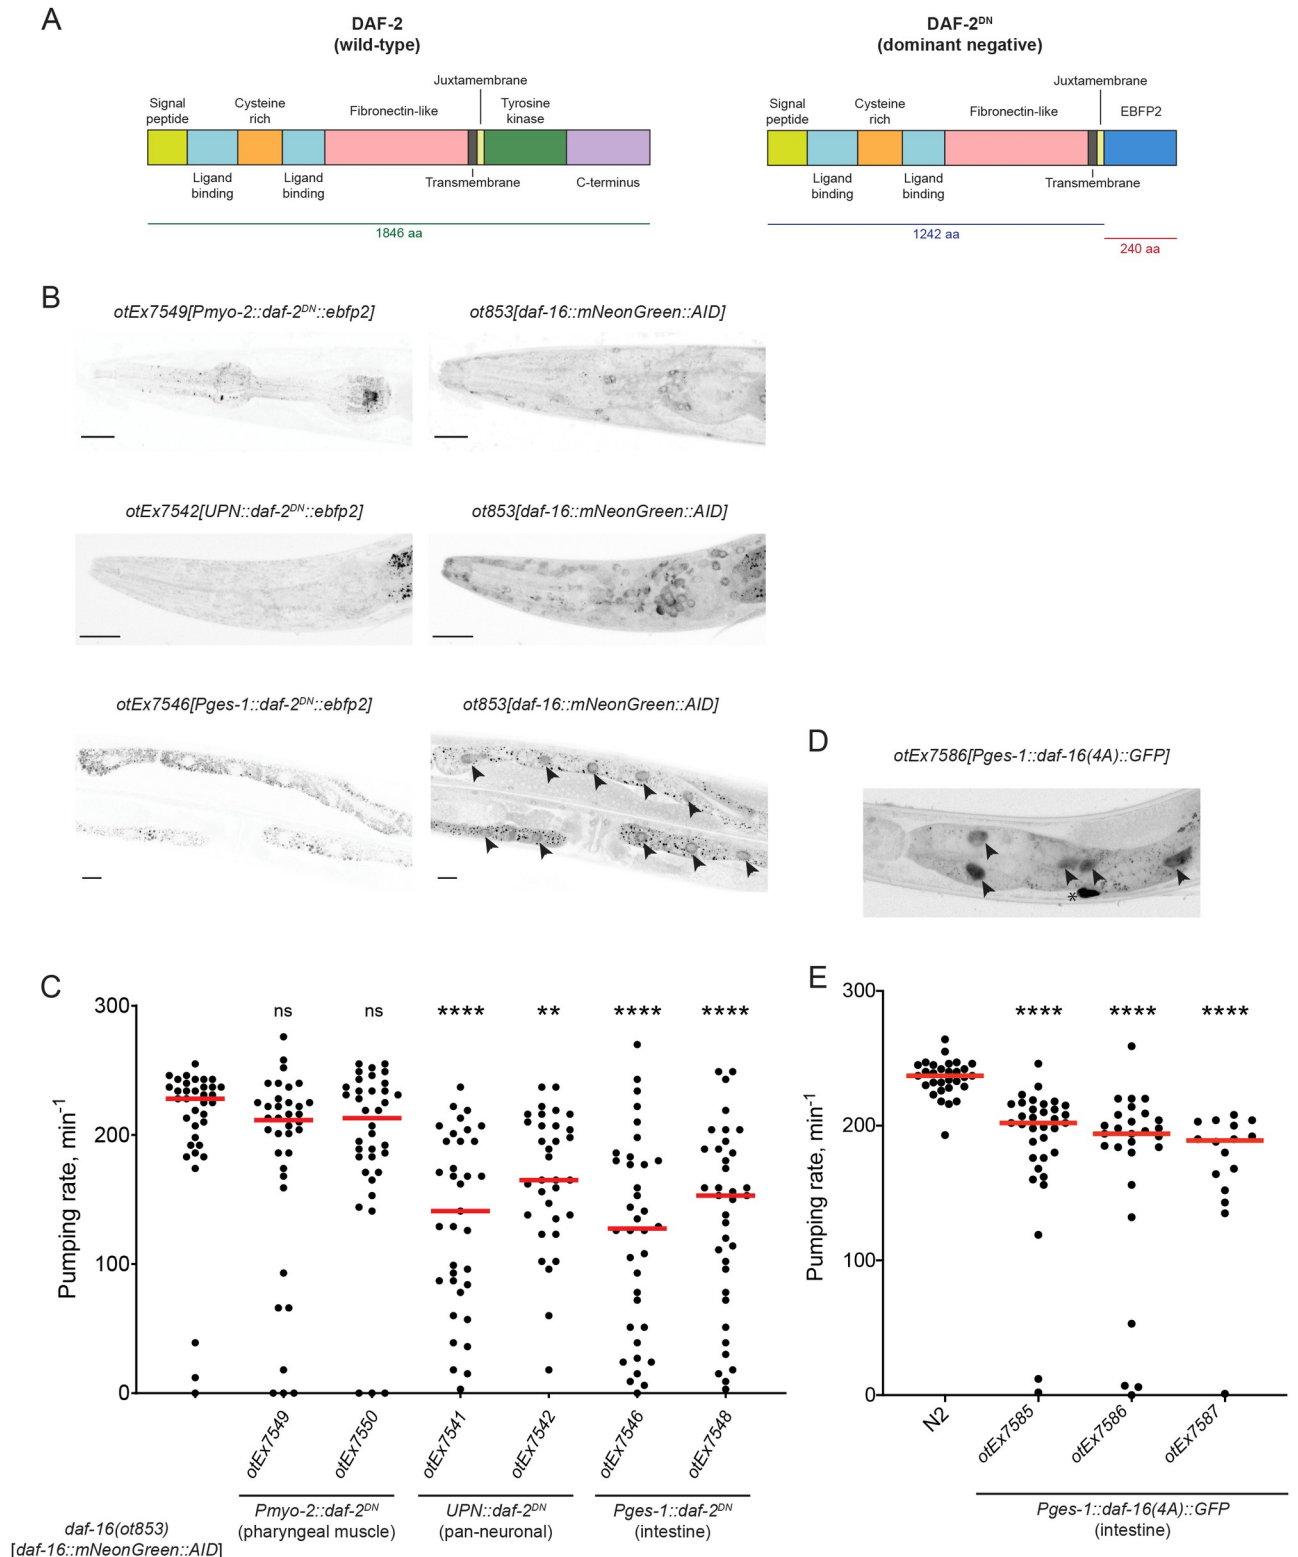 A
DAF-2
(wild-type)
Juxtamembrane
Signal
peptide
Cysteine
rich
Fibronectin-like
Tyrosine
kinase
Ligand
binding
Ligand
binding
Transmembrane
C-terminus
1846 aa
DAF-2DN
(dominant negative)
Juxtamembrane
Signal
peptide
Cysteine
rich
Fibronectin-like
EBFP2
Ligand
binding
Ligand
binding
Transmembrane
1242 aa
240 aa
B
otEx7549[Pmyo-2::daf-2DN::ebfp2]
ot853[daf-16::mNeonGreen::AID]
otEx7542[UPN::daf-2DN::ebfp2]
ot853[daf-16::mNeonGreen::AID]
otEx7546[Pges-1::daf-2DN::ebfp2]
ot853[daf-16::mNeonGreen::AID]
D
otEx7586[Pges-1::daf-16(4A)::GFP]
*
C
Pumping rate, min-1
300
200
100
0
ns
ns
****
**
****
****
otEx7549
otEx7550
otEx7541
otEx7542
otEx7546
otEx7548
daf-16(ot853)
[daf-16::mNeonGreen::AID]
Pmyo-2::daf-2DN
(pharyngeal muscle)
UPN::daf-2DN
(pan-neuronal)
Pges-1::daf-2DN
(intestine)
E
Pumping rate, min-1
300
200
100
0
****
****
****
N2
otEx7585
otEx7586
otEx7587
Pges-1::daf-16(4A)::GFP
(intestine)